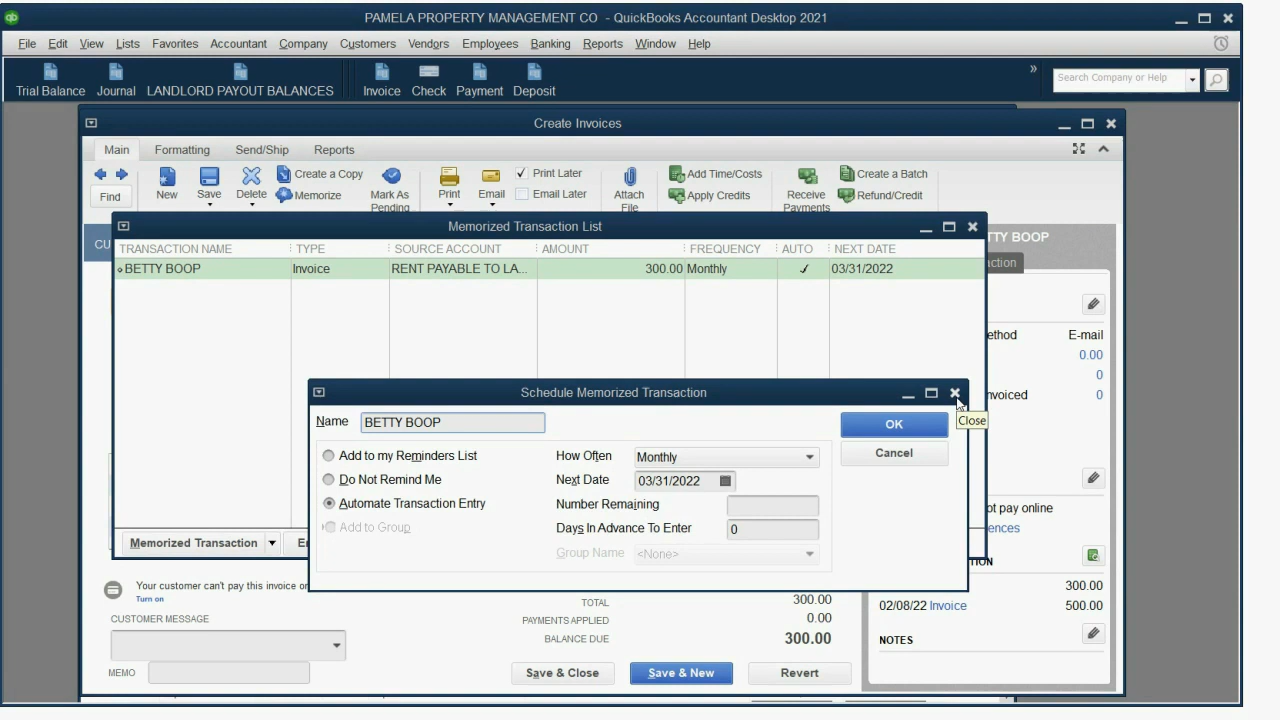 PAMELA PROPERTY MANAGEMENT CO - QuickBooks Accountant Desktop 2021
File Edit View Lists Favorites Accountant Company Customers Vendors Employees Banking Reports Window Help
Trial Balance Journal LANDLORD PAYOUT BALANCES Invoice Check Payment Deposit Search Company or Help
Create Invoices
Main Formatting Send/Ship Reports
Find New Save Delete Create a Copy Memorize Mark As Pending Print Email Print Later Email Later Attach File Add Time/Costs Apply Credits Receive Payments Create a Batch Refund/Credit
CU TTY BOOP
ction
Memorized Transaction List
TRANSACTION NAME TYPE SOURCE ACCOUNT AMOUNT FREQUENCY AUTO NEXT DATE
BETTY BOOP Invoice RENT PAYABLE TO LA... 300.00 Monthly ✓ 03/31/2022
ethod E-mail
0.00
0
nvoiced 0
Schedule Memorized Transaction
Name BETTY BOOP OK
Close
Add to my Reminders List How Often Monthly Cancel
Do Not Remind Me Next Date 03/31/2022
Automate Transaction Entry Number Remaining
Add to Group Days In Advance To Enter 0
Group Name <None>
ot pay online
ences
Memorized Transaction En
ION
Your customer can't pay this invoice on
Turn on
300.00
02/08/22 Invoice 500.00
NOTES
CUSTOMER MESSAGE
MEMO
TOTAL 300.00
PAYMENTS APPLIED 0.00
BALANCE DUE 300.00
Save & Close Save & New Revert